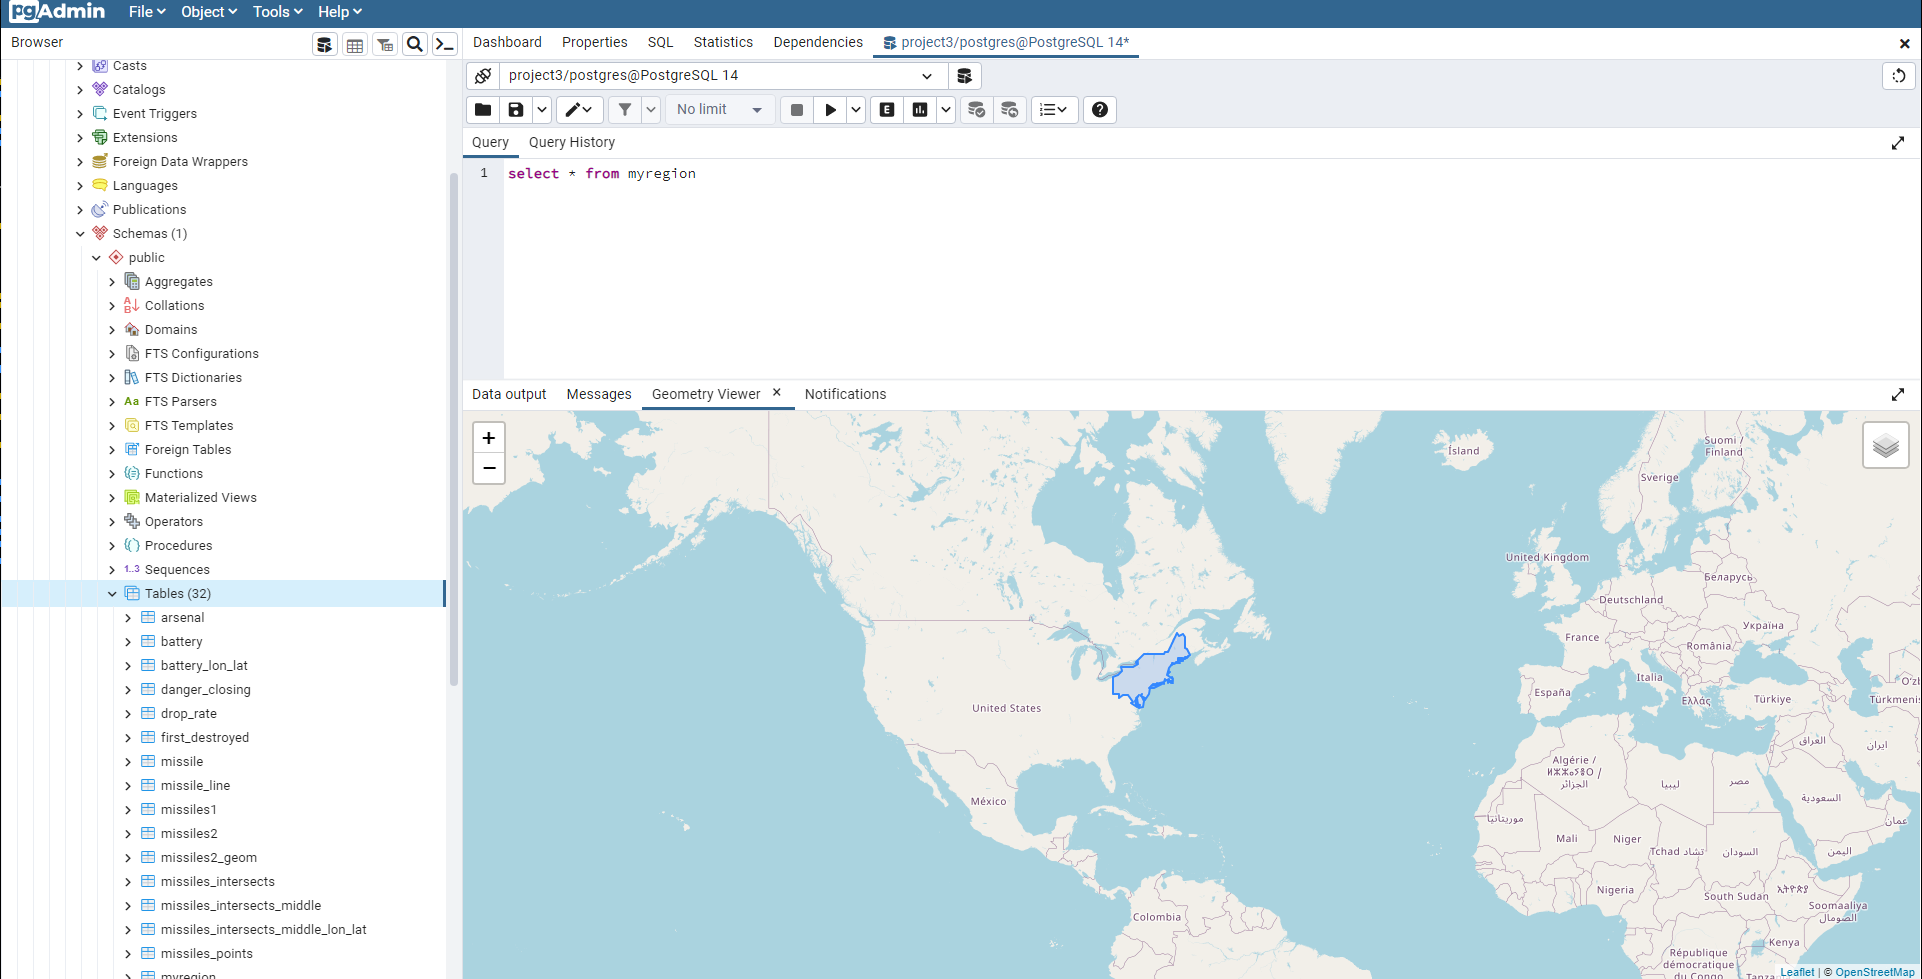 pgAdmin File Object Tools Help
Browser
Dashboard Properties SQL Statistics Dependencies project3/postgres@PostgreSQL 14*
project3/postgres@PostgreSQL 14
No limit
Query Query History
1 select * from myregion
Casts
Catalogs
Event Triggers
Extensions
Foreign Data Wrappers
Languages
Publications
Schemas (1)
public
Aggregates
Collations
Domains
FTS Configurations
FTS Dictionaries
Aa FTS Parsers
FTS Templates
Foreign Tables
Functions
Materialized Views
Operators
Procedures
1..3 Sequences
Tables (32)
arsenal
battery
battery_lon_lat
danger_closing
drop_rate
first_destroyed
missile
missile_line
missiles1
missiles2
missiles2_geom
missiles_intersects
missiles_intersects_middle
missiles_intersects_middle_lon_lat
missiles_points
myregion
Data output Messages Geometry Viewer Notifications
+
−
Ísland
Suomi /
Finland
Sverige
United Kingdom
Беларусь
Deutschland
Україна
France
România
Italia
España
Ελλάς
Türkiye
United States
العراق
ایران
Algérie /
ⵍⵣⵣⴰⵢⴻⵔ /
الجزائر
ليبيا
مصر
السعودية
México
موريتانيا
عمان
Mali
Niger
Tchad تشاد
السودان
اليمن
Nigeria
South Sudan
ኢትዮጵያ
Soomaaliya
الصومال
Colombia
Kenya
République
démocratique
du Congo
Leaflet | © OpenStreetMap